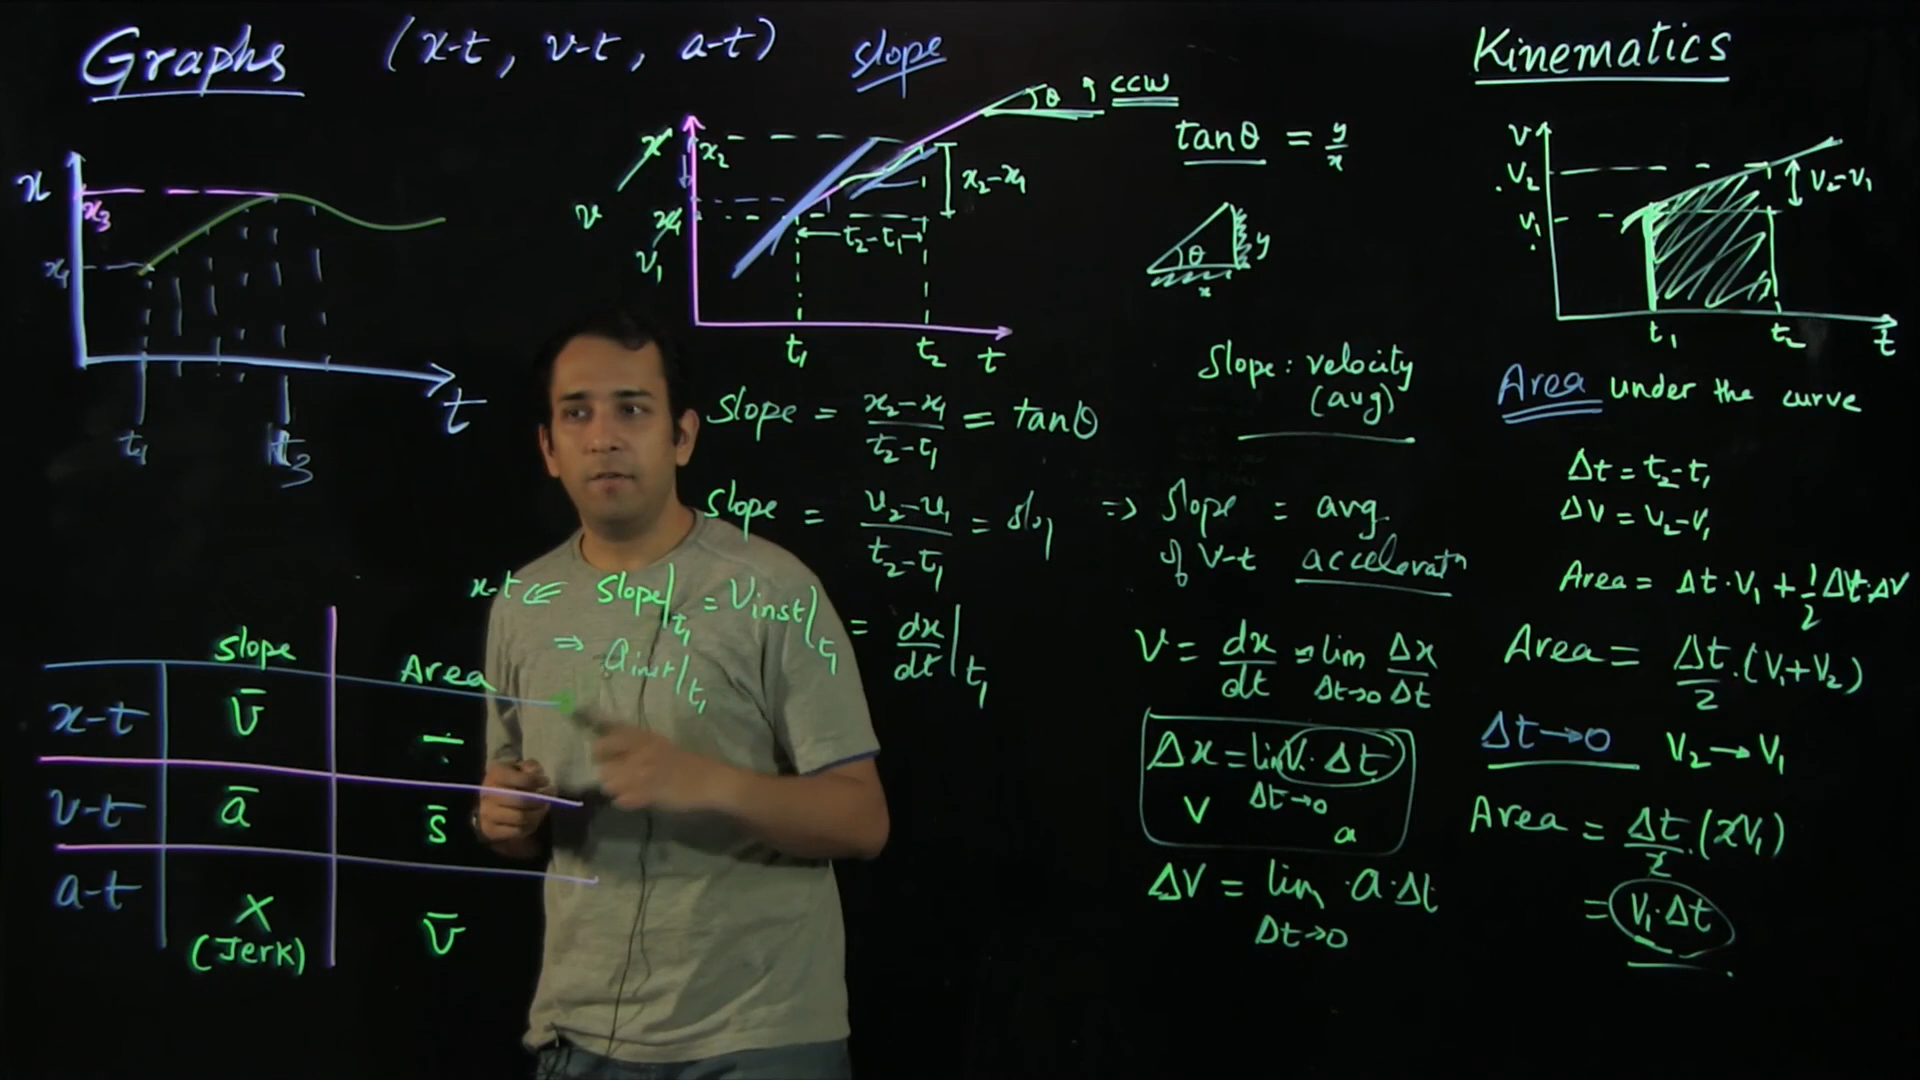 Graphs (x-t, v-t, a-t) slope
Kinematics
x
x₃
x₁
t₁
t₃
t
x
x₂
v
x₁
v₁
x₂-x₁
t₂-t₁
t₁
t₂
t
θ
CCW
tanθ = y/x
θ
y
x
v
v₂
v₁
v₂-v₁
t₁
t₂
t
Slope = (x₂-x₁)/(t₂-t₁) = tanθ
Slope : velocity
(avg)
Slope = (v₂-v₁)/(t₂-t₁) = slo
⇒ slope = avg
of v-t
x-t ⇐ Slope|t₁ = Vinst|t₁ = dx/dt|t₁
⇒ ainst|t₁
V = dx/dt = lim Δt→0 Δx/Δt
Δx = lim V.Δt
Δt→0
V a
ΔV = lim .a.Δt
Δt→0
Area under the curve
Δt = t₂-t₁
ΔV = V₂-V₁
Area = Δt.V₁ + 1/2 Δt.ΔV
Area = Δt/2 .(V₁+V₂)
Δt→0 V₂→V₁
Area = Δt/2 .(2V₁)
= V₁.Δt
Slope Area
x-t v̄ —
v-t ā s̄
a-t X v̄
(Jerk)